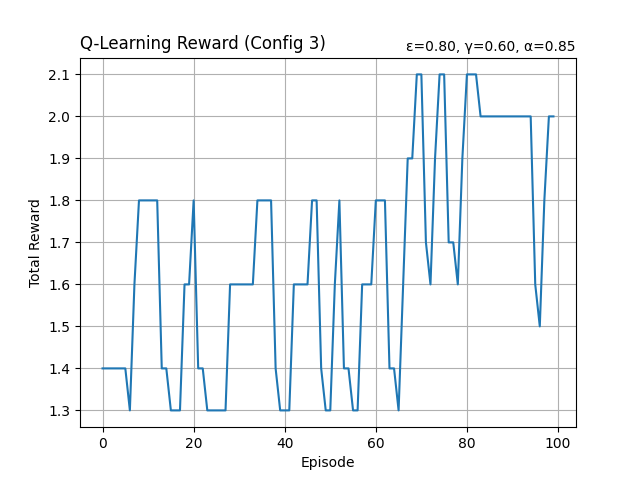 Q-Learning Reward (Config 3)
ε=0.80, γ=0.60, α=0.85
Total Reward
2.1
2.0
1.9
1.8
1.7
1.6
1.5
1.4
1.3
0 20 40 60 80 100
Episode